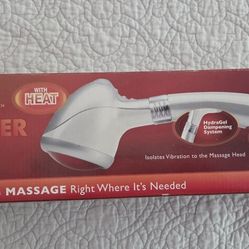 WITH
HEAT
ER
HydraGel
Dampening
System
Isolates Vibration to the Massage Head
MASSAGE Right Where It's Needed